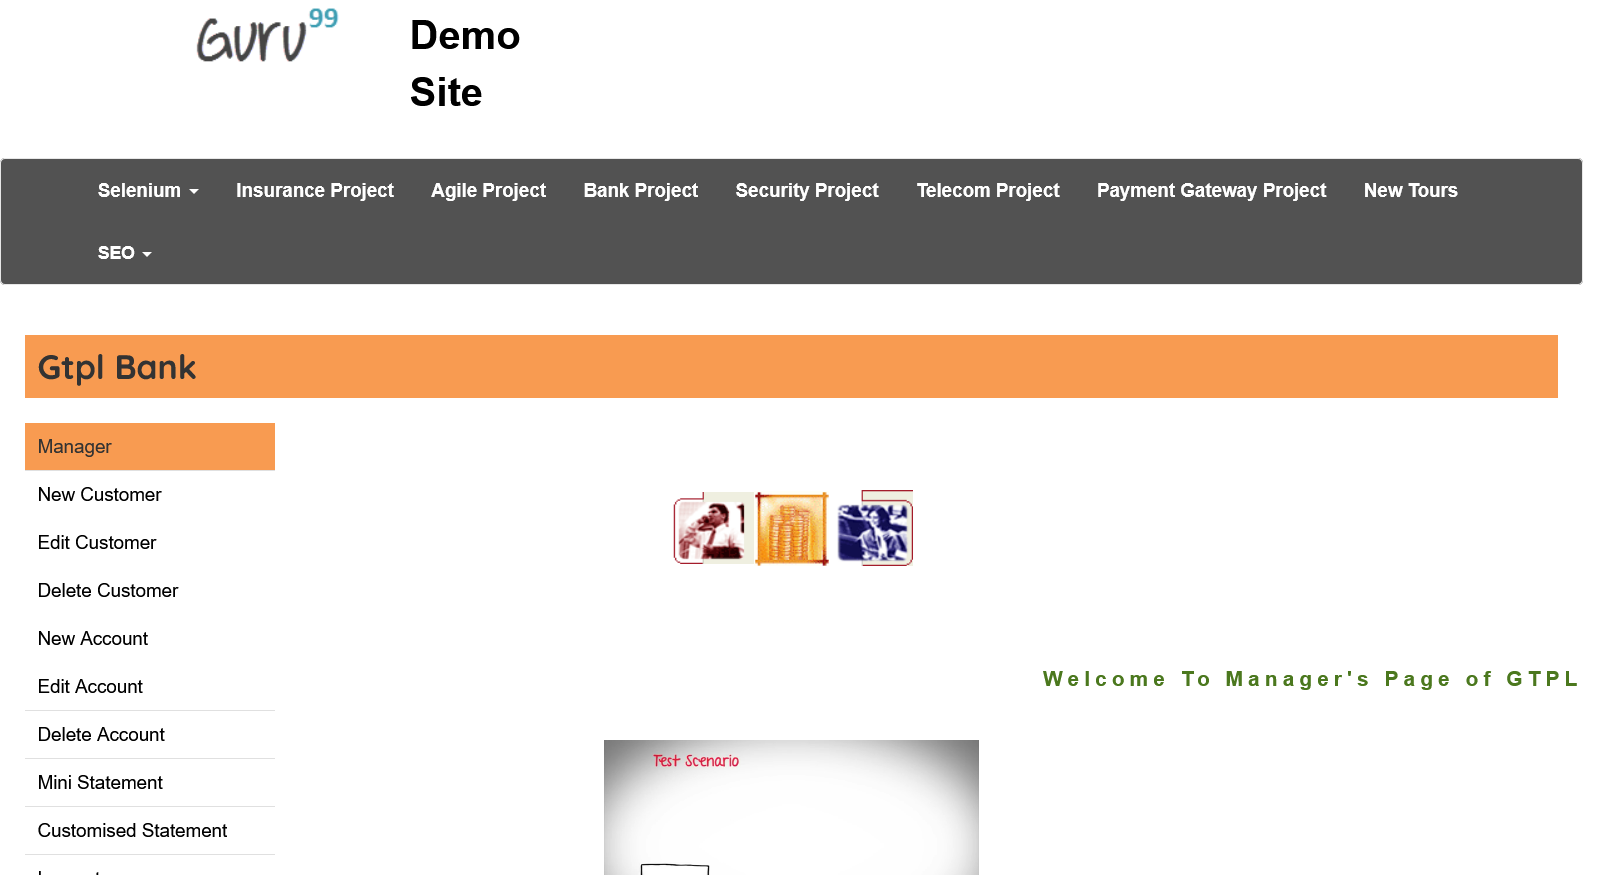 Guru99
Demo
Site
Selenium Insurance Project Agile Project Bank Project Security Project Telecom Project Payment Gateway Project New Tours
SEO
Gtpl Bank
Manager
New Customer
Edit Customer
Delete Customer
New Account
Edit Account
Welcome To Manager's Page of GTPL
Delete Account
Test Scenario
Mini Statement
Customised Statement